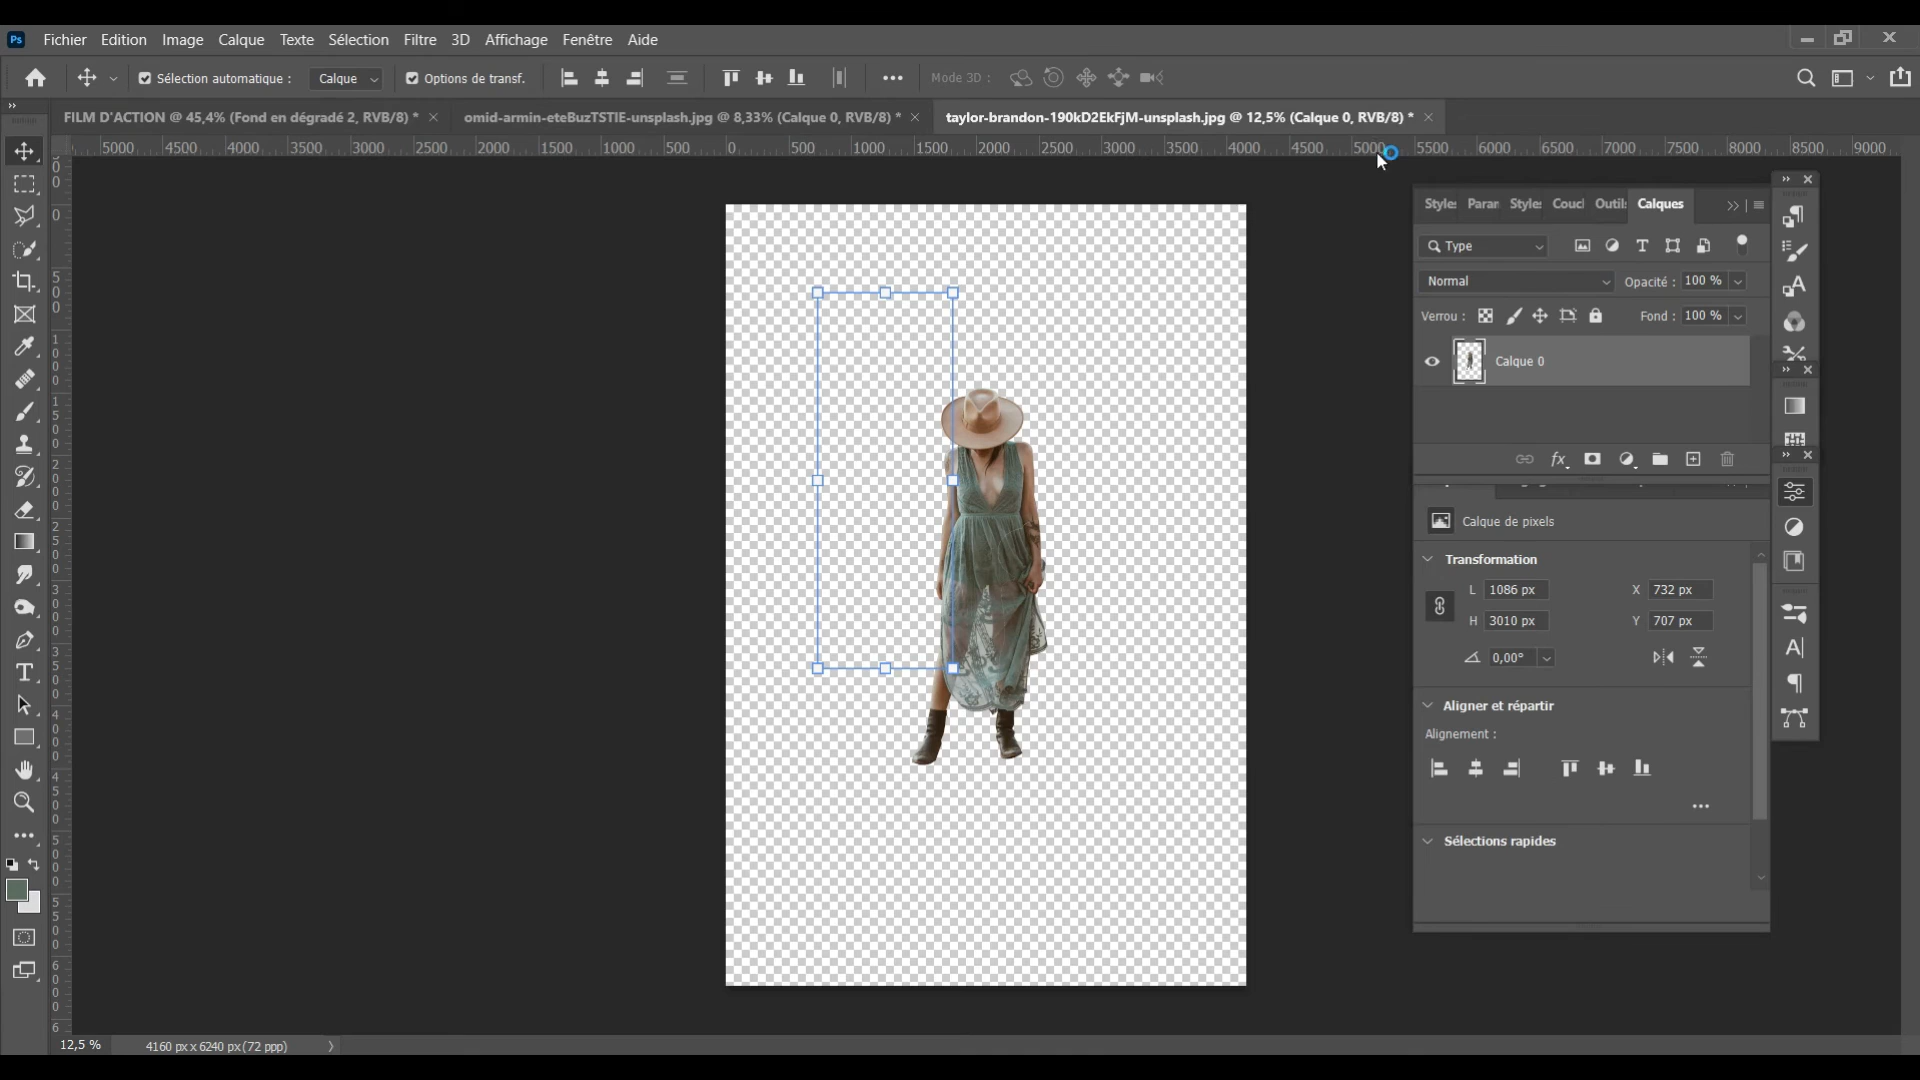 Ps Fichier Edition Image Calque Texte Sélection Filtre 3D Affichage Fenêtre Aide
Sélection automatique : Calque Options de transf. Mode 3D :
FILM D'ACTION @ 45,4% (Fond en dégradé 2, RVB/8) * omid-armin-eteBuzTSTIE-unsplash.jpg @ 8,33% (Calque 0, RVB/8) * taylor-brandon-190kD2EkFjM-unsplash.jpg @ 12,5% (Calque 0, RVB/8) *
5000 4500 4000 3500 3000 2500 2000 1500 1000 500 0 500 1000 1500 2000 2500 3000 3500 4000 4500 5000 5500 6000 6500 7000 7500 8000 8500 9000
Styles Paran Styles Coucl Outils Calques
Type
Normal Opacité : 100 %
Verrou : Fond : 100 %
Calque 0
fx
Calque de pixels
Transformation
L 1086 px X 732 px
H 3010 px Y 707 px
0,00°
Aligner et répartir
Alignement :
Sélections rapides
12,5 % 4160 px x 6240 px (72 ppp)